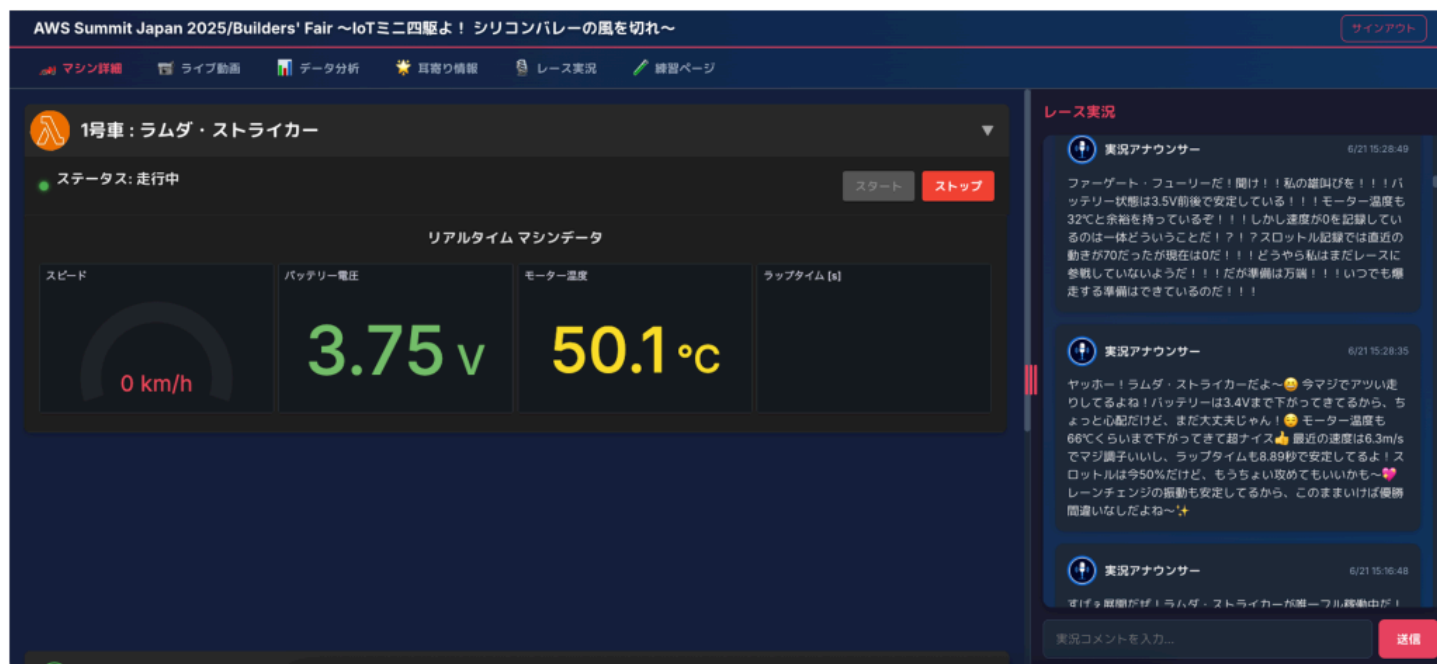 AWS Summit Japan 2025/Builders' Fair 〜IoTミニ四駆よ！ シリコンバレーの風を切れ〜
サインアウト
マシン詳細
ライブ動画
データ分析
耳寄り情報
レース実況
練習ページ
1号車 : ラムダ・ストライカー
▼
ステータス: 走行中
スタート
ストップ
リアルタイム マシンデータ
スピード
0 km/h
バッテリー電圧
3.75 V
モーター温度
50.1 ℃
ラップタイム [s]
レース実況
実況アナウンサー
6/21 15:28:49
ファーゲート・フューリーだ！聞け！！私の雄叫びを！！！バ
ッテリー状態は3.5V前後で安定している！！！モーター温度も
32℃と余裕を持っているぞ！！！しかし速度が0を記録してい
るのは一体どういうことだ！？！？スロットル記録では直近の
動きが70だったが現在は0だ！！！どうやら私はまだレースに
参戦していないようだ！！！だが準備は万端！！！いつでも爆
走する準備はできているのだ！！！
実況アナウンサー
6/21 15:28:35
ヤッホー！ラムダ・ストライカーだよ〜😄 今マジでアツい走
りしてるよね！バッテリーは3.4Vまで下がってきてるから、ち
ょっと心配だけど、まだ大丈夫じゃん！😊 モーター温度も
66℃くらいまで下がってきて超ナイス👍 最近の速度は6.3m/s
でマジ調子いいし、ラップタイムも8.89秒で安定してるよ！ス
ロットルは今50%だけど、もうちょい攻めてもいいかも〜💖
レーンチェンジの振動も安定してるから、このままいけば優勝
間違いなしだよね〜✨
実況アナウンサー
6/21 15:16:48
すげぇ展開だぜ！ラムダ・ストライカーが唯一フル稼働中だ！
実況コメントを入力...
送信